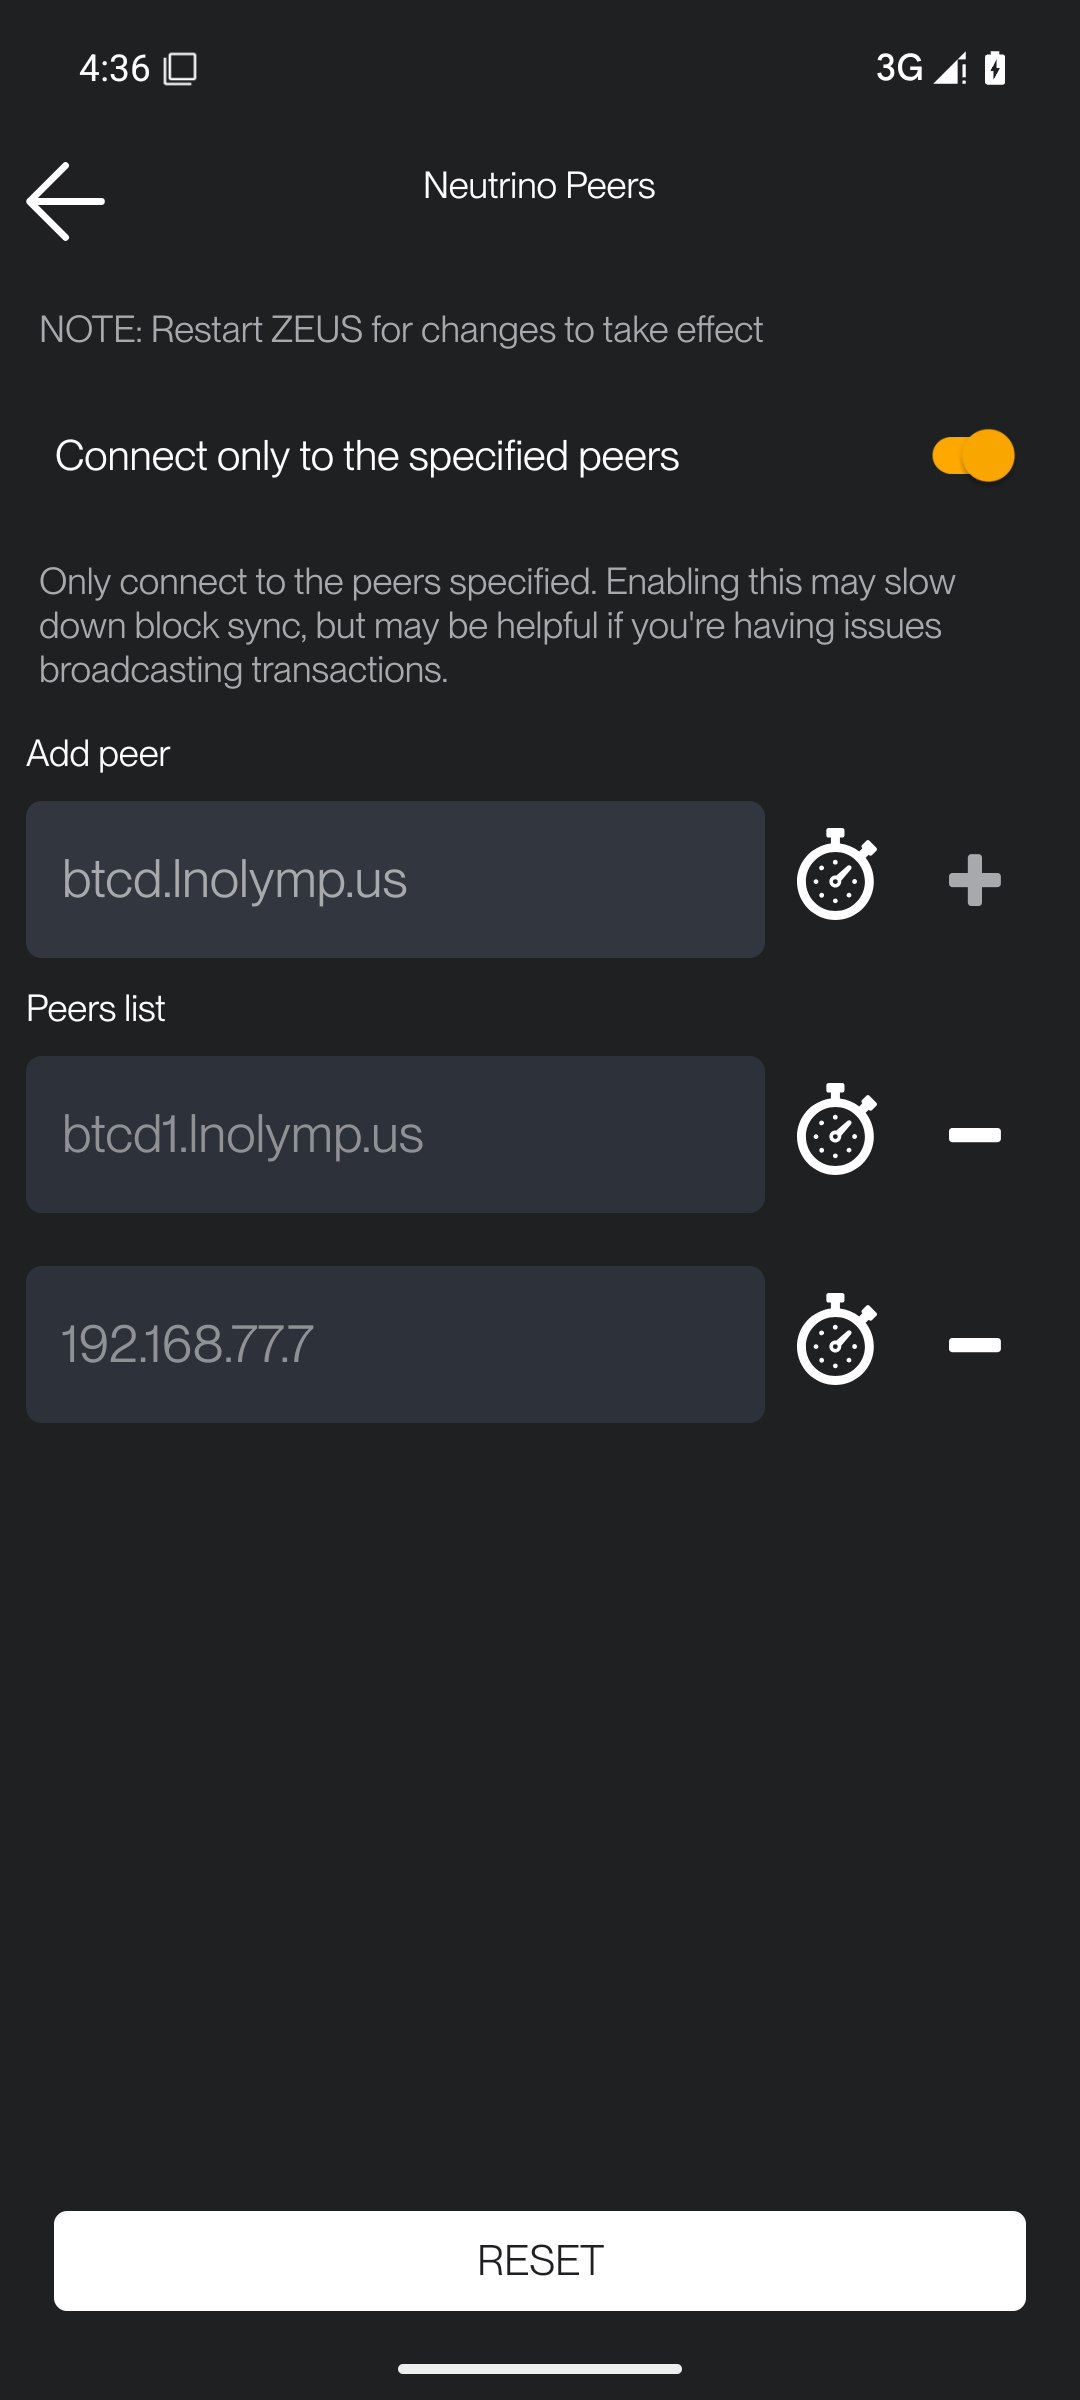 4:36
3G
Neutrino Peers
NOTE: Restart ZEUS for changes to take effect
Connect only to the specified peers
Only connect to the peers specified. Enabling this may slow
down block sync, but may be helpful if you're having issues
broadcasting transactions.
Add peer
btcd.lnolymp.us
Peers list
btcd1.lnolymp.us
192.168.77.7
RESET